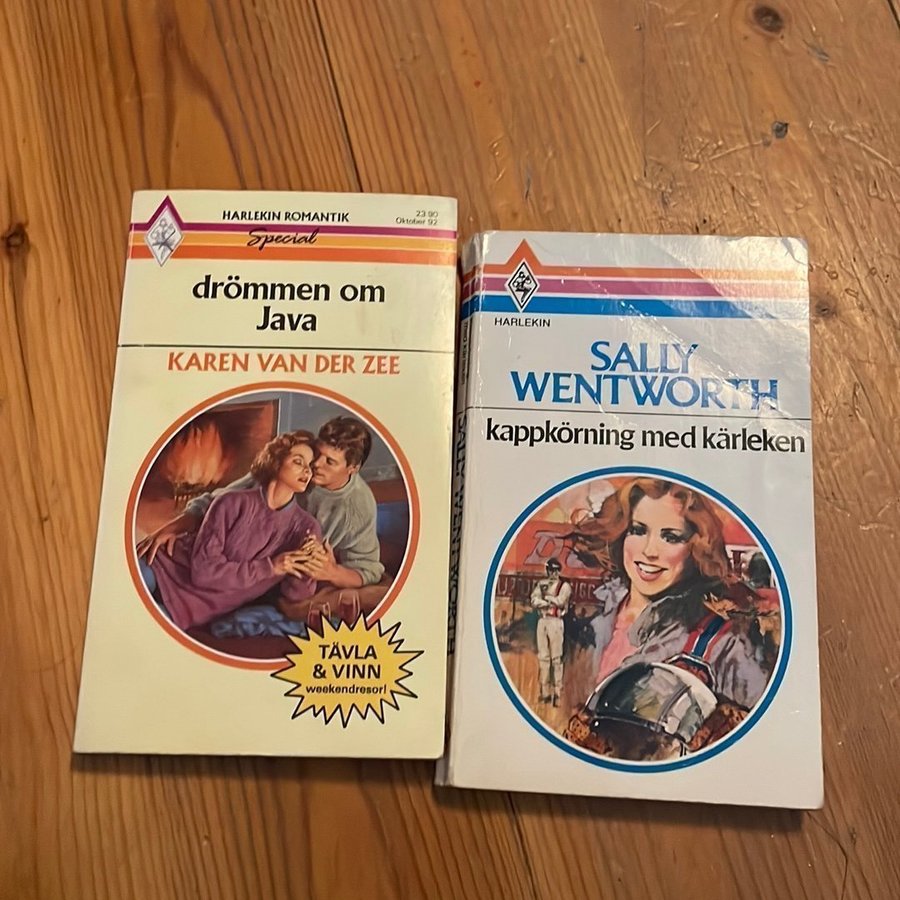 HARLEKIN ROMANTIK
Special
23.90
Oktober 92
drömmen om
Java
KAREN VAN DER ZEE
TÄVLA
& VINN
weekendresor!
HARLEKIN
SALLY
WENTWORTH
kappkörning med kärleken
SALLY WENTWORTH